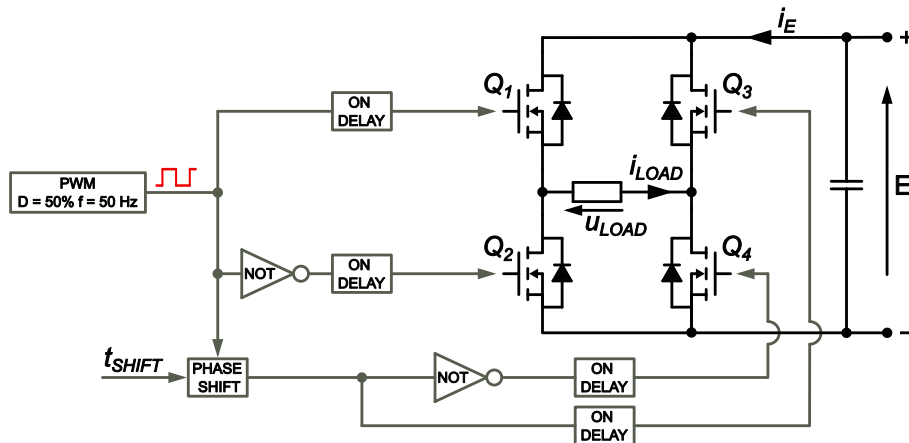 i_E
+
Q_1
Q_3
ON
DELAY
PWM
D = 50% f = 50 Hz
i_LOAD
E
u_LOAD
Q_2
Q_4
NOT
ON
DELAY
–
t_SHIFT
PHASE
SHIFT
NOT
ON
DELAY
ON
DELAY